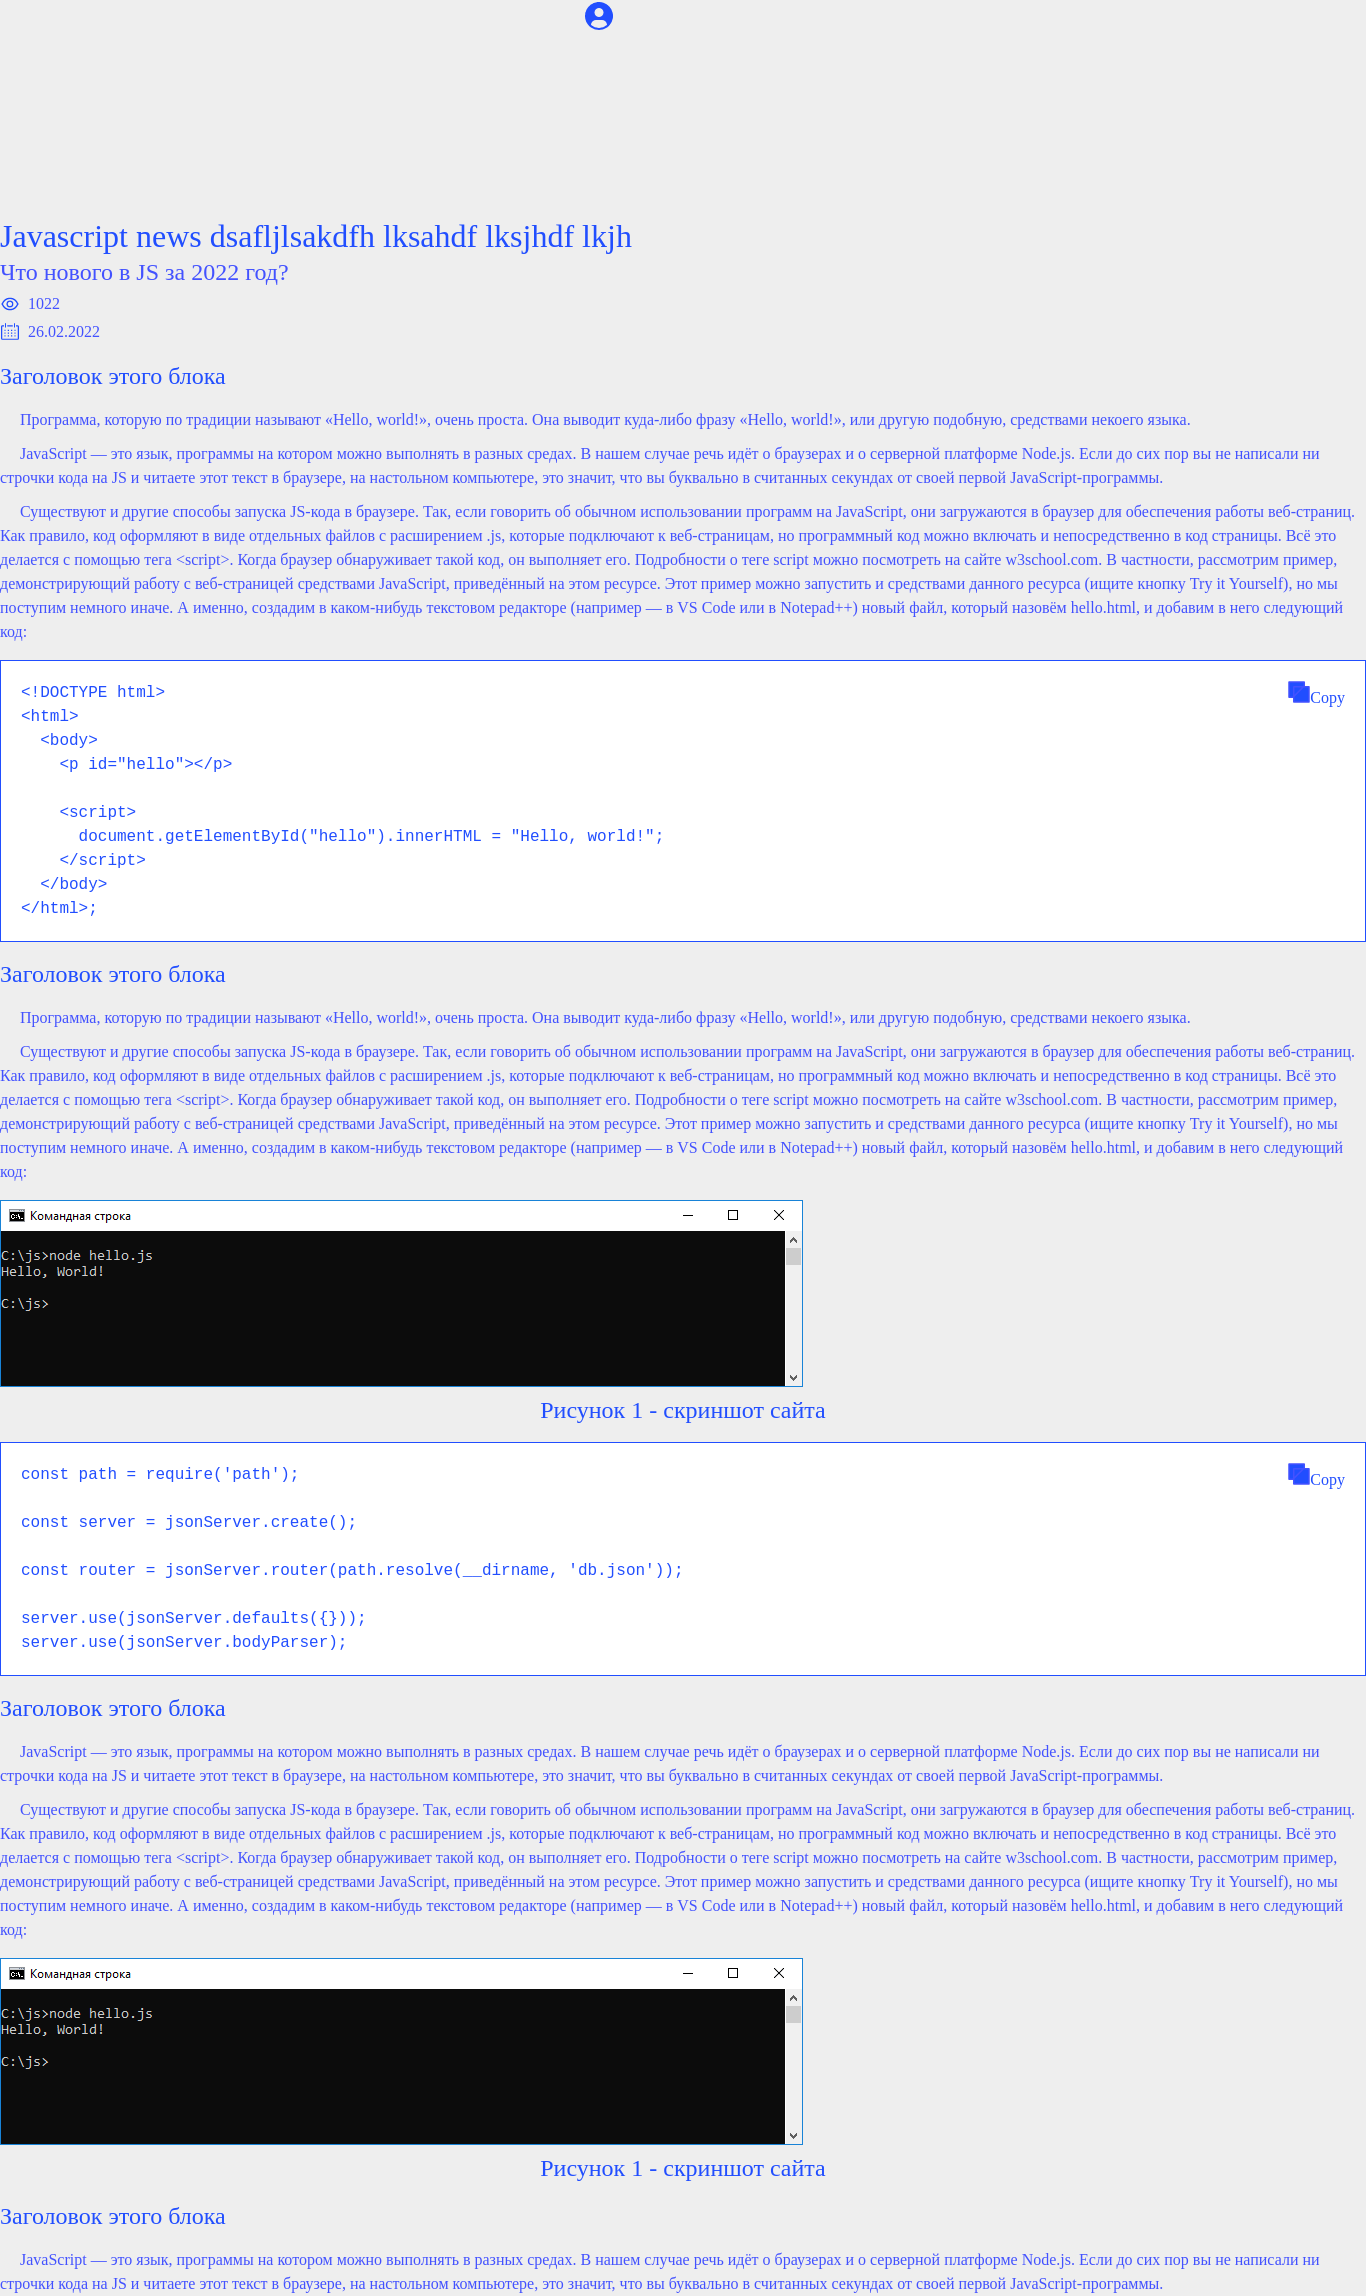 Javascript news dsafljlsakdfh lksahdf lksjhdf lkjh
Что нового в JS за 2022 год?
1022
26.02.2022
Заголовок этого блока
Программа, которую по традиции называют «Hello, world!», очень проста. Она выводит куда-либо фразу «Hello, world!», или другую подобную, средствами некоего языка.
JavaScript — это язык, программы на котором можно выполнять в разных средах. В нашем случае речь идёт о браузерах и о серверной платформе Node.js. Если до сих пор вы не написали ни
строчки кода на JS и читаете этот текст в браузере, на настольном компьютере, это значит, что вы буквально в считанных секундах от своей первой JavaScript-программы.
Существуют и другие способы запуска JS-кода в браузере. Так, если говорить об обычном использовании программ на JavaScript, они загружаются в браузер для обеспечения работы веб-страниц.
Как правило, код оформляют в виде отдельных файлов с расширением .js, которые подключают к веб-страницам, но программный код можно включать и непосредственно в код страницы. Всё это
делается с помощью тега <script>. Когда браузер обнаруживает такой код, он выполняет его. Подробности о теге script можно посмотреть на сайте w3school.com. В частности, рассмотрим пример,
демонстрирующий работу с веб-страницей средствами JavaScript, приведённый на этом ресурсе. Этот пример можно запустить и средствами данного ресурса (ищите кнопку Try it Yourself), но мы
поступим немного иначе. А именно, создадим в каком-нибудь текстовом редакторе (например — в VS Code или в Notepad++) новый файл, который назовём hello.html, и добавим в него следующий
код:
<!DOCTYPE html>
Copy
<html>
<body>
<p id="hello"></p>
<script>
document.getElementById("hello").innerHTML = "Hello, world!";
</script>
</body>
</html>;
Заголовок этого блока
Программа, которую по традиции называют «Hello, world!», очень проста. Она выводит куда-либо фразу «Hello, world!», или другую подобную, средствами некоего языка.
Существуют и другие способы запуска JS-кода в браузере. Так, если говорить об обычном использовании программ на JavaScript, они загружаются в браузер для обеспечения работы веб-страниц.
Как правило, код оформляют в виде отдельных файлов с расширением .js, которые подключают к веб-страницам, но программный код можно включать и непосредственно в код страницы. Всё это
делается с помощью тега <script>. Когда браузер обнаруживает такой код, он выполняет его. Подробности о теге script можно посмотреть на сайте w3school.com. В частности, рассмотрим пример,
демонстрирующий работу с веб-страницей средствами JavaScript, приведённый на этом ресурсе. Этот пример можно запустить и средствами данного ресурса (ищите кнопку Try it Yourself), но мы
поступим немного иначе. А именно, создадим в каком-нибудь текстовом редакторе (например — в VS Code или в Notepad++) новый файл, который назовём hello.html, и добавим в него следующий
код:
Командная строка
C:\js>node hello.js
Hello, World!
C:\js>
Рисунок 1 - скриншот сайта
const path = require('path');
Copy
const server = jsonServer.create();
const router = jsonServer.router(path.resolve(__dirname, 'db.json'));
server.use(jsonServer.defaults({}));
server.use(jsonServer.bodyParser);
Заголовок этого блока
JavaScript — это язык, программы на котором можно выполнять в разных средах. В нашем случае речь идёт о браузерах и о серверной платформе Node.js. Если до сих пор вы не написали ни
строчки кода на JS и читаете этот текст в браузере, на настольном компьютере, это значит, что вы буквально в считанных секундах от своей первой JavaScript-программы.
Существуют и другие способы запуска JS-кода в браузере. Так, если говорить об обычном использовании программ на JavaScript, они загружаются в браузер для обеспечения работы веб-страниц.
Как правило, код оформляют в виде отдельных файлов с расширением .js, которые подключают к веб-страницам, но программный код можно включать и непосредственно в код страницы. Всё это
делается с помощью тега <script>. Когда браузер обнаруживает такой код, он выполняет его. Подробности о теге script можно посмотреть на сайте w3school.com. В частности, рассмотрим пример,
демонстрирующий работу с веб-страницей средствами JavaScript, приведённый на этом ресурсе. Этот пример можно запустить и средствами данного ресурса (ищите кнопку Try it Yourself), но мы
поступим немного иначе. А именно, создадим в каком-нибудь текстовом редакторе (например — в VS Code или в Notepad++) новый файл, который назовём hello.html, и добавим в него следующий
код:
Командная строка
C:\js>node hello.js
Hello, World!
C:\js>
Рисунок 1 - скриншот сайта
Заголовок этого блока
JavaScript — это язык, программы на котором можно выполнять в разных средах. В нашем случае речь идёт о браузерах и о серверной платформе Node.js. Если до сих пор вы не написали ни
строчки кода на JS и читаете этот текст в браузере, на настольном компьютере, это значит, что вы буквально в считанных секундах от своей первой JavaScript-программы.